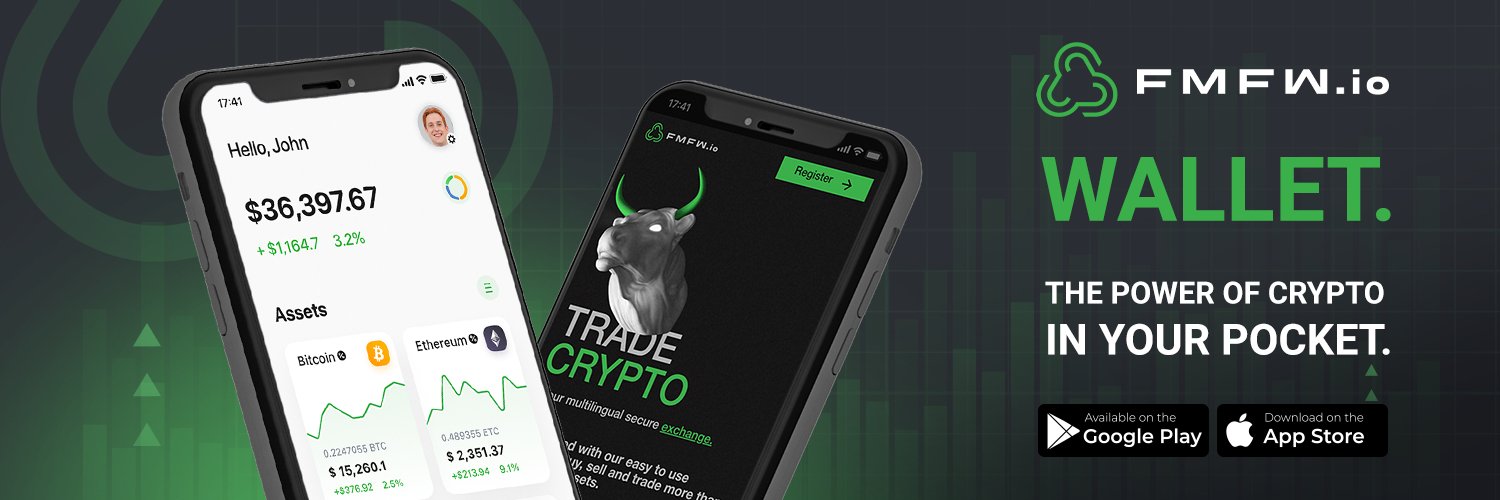 17:41
Hello, John
$36,397.67
+ $1,164.7 3.2%
Assets
Bitcoin
0.2247055 BTC
$ 15,260.1
+$376.92 2.5%
Ethereum
0.489355 ETC
$ 2,351.37
+$213.94 9.1%
17:41
FMFW.io
Register
TRADE
CRYPTO
our multilingual secure exchange.
with our easy to use
sell and trade more than
FMFW.io
WALLET.
THE POWER OF CRYPTO
IN YOUR POCKET.
Available on the
Google Play
Download on the
App Store